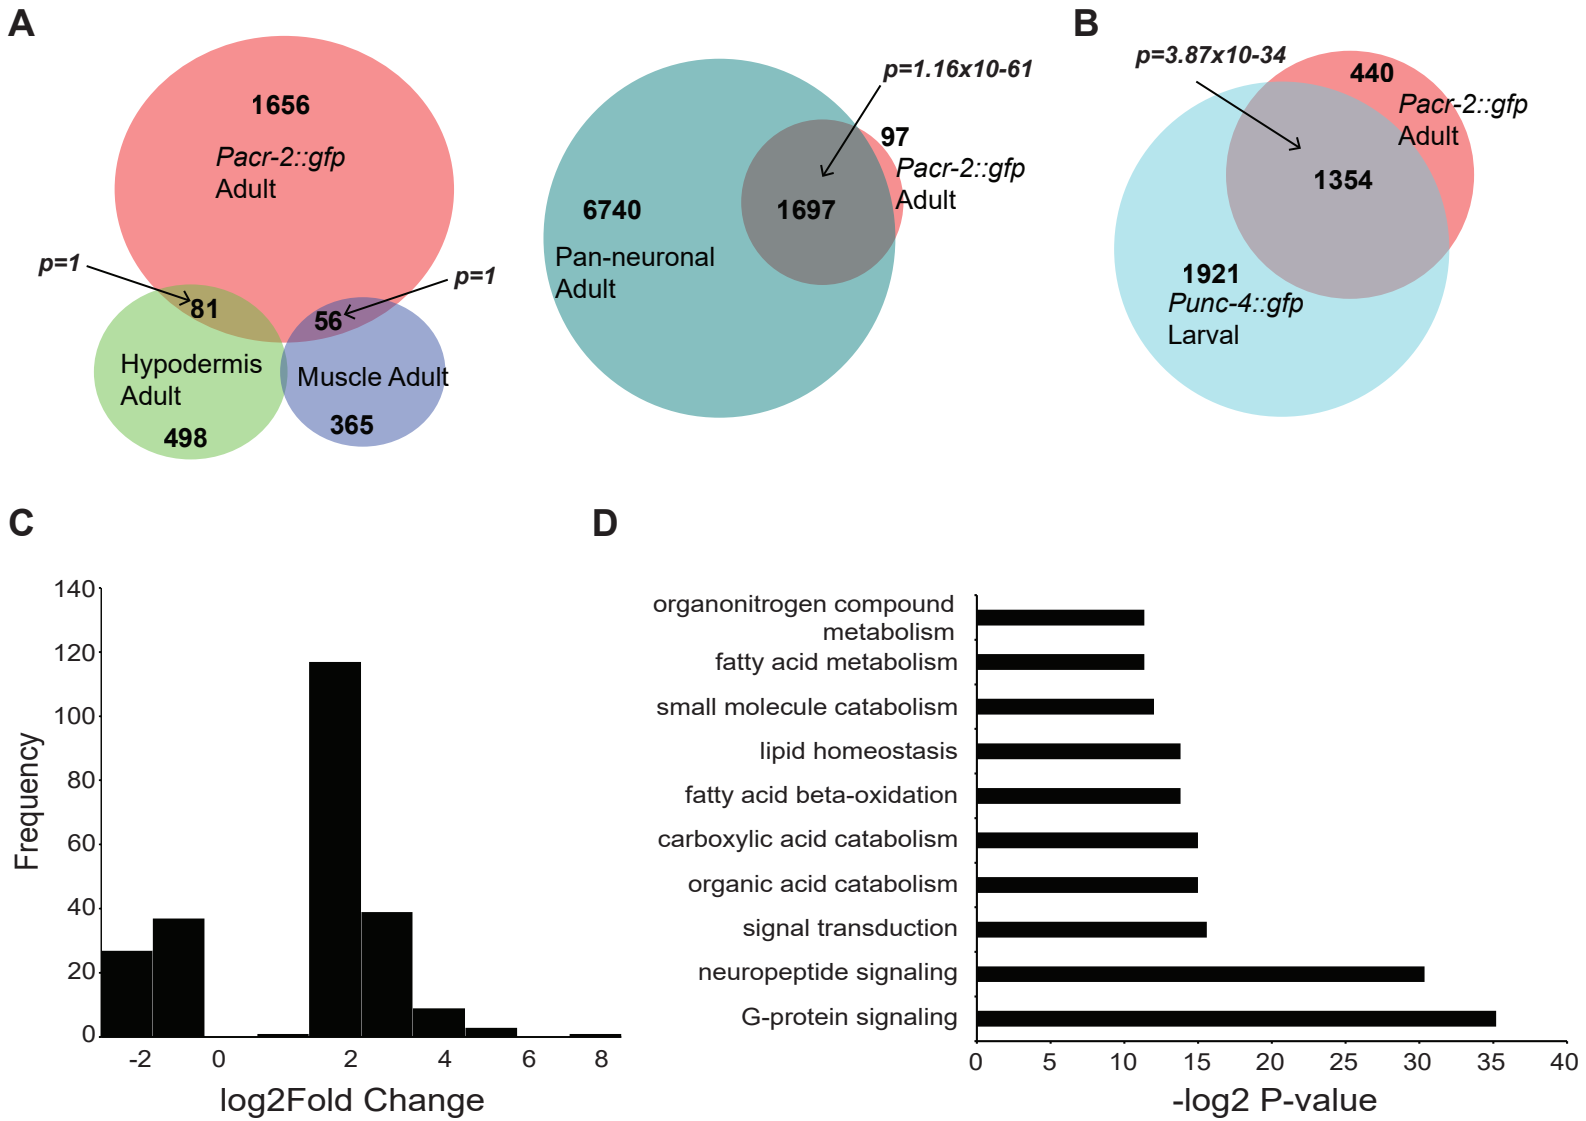 A
1656
Pacr-2::gfp
Adult
p=1
p=1
81
56
Hypodermis
Adult
Muscle Adult
498
365
p=1.16x10-61
97
Pacr-2::gfp
Adult
6740
1697
Pan-neuronal
Adult
B
p=3.87x10-34
440
Pacr-2::gfp
Adult
1354
1921
Punc-4::gfp
Larval
C
140
120
100
80
60
40
20
0
Frequency
-2 0 2 4 6 8
log2Fold Change
D
organonitrogen compound
metabolism
fatty acid metabolism
small molecule catabolism
lipid homeostasis
fatty acid beta-oxidation
carboxylic acid catabolism
organic acid catabolism
signal transduction
neuropeptide signaling
G-protein signaling
0 5 10 15 20 25 30 35 40
-log2 P-value